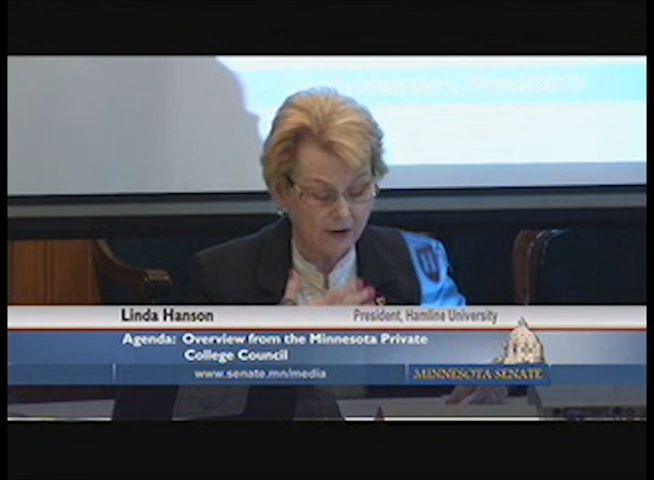 Linda Hanson
President, Hamline University
Agenda: Overview from the Minnesota Private
College Council
www.senate.mn/media
MINNESOTA SENATE